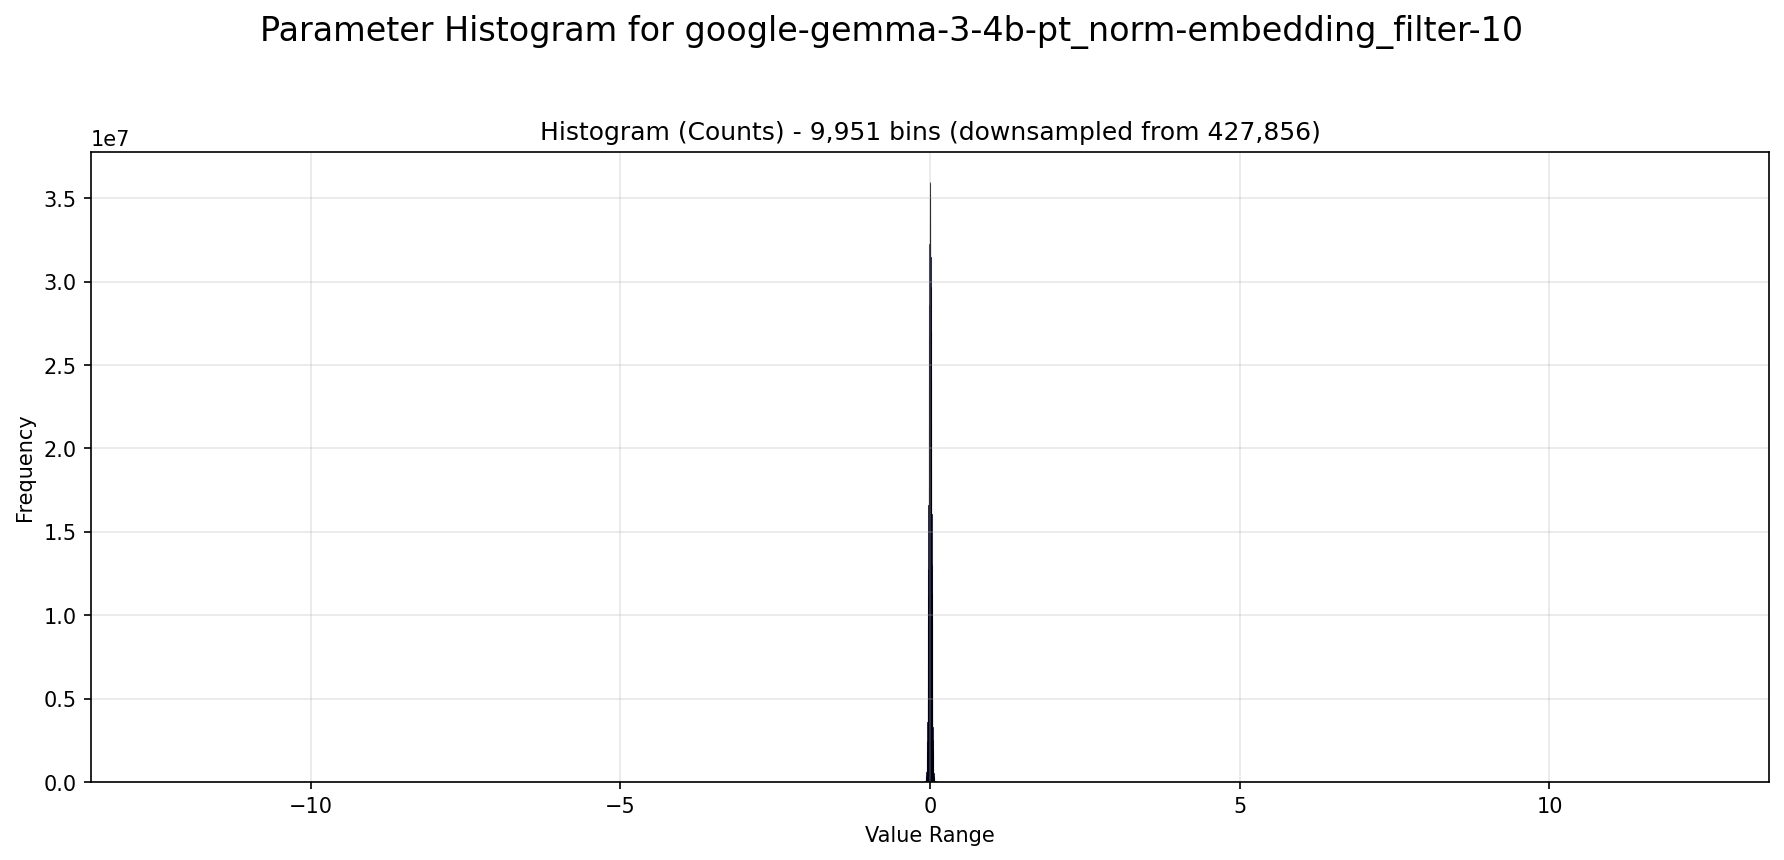 Parameter Histogram for google-gemma-3-4b-pt_norm-embedding_filter-10
Histogram (Counts) - 9,951 bins (downsampled from 427,856)
1e7
3.5
3.0
2.5
2.0
1.5
1.0
0.5
0.0
Frequency
−10
−5
0
5
10
Value Range